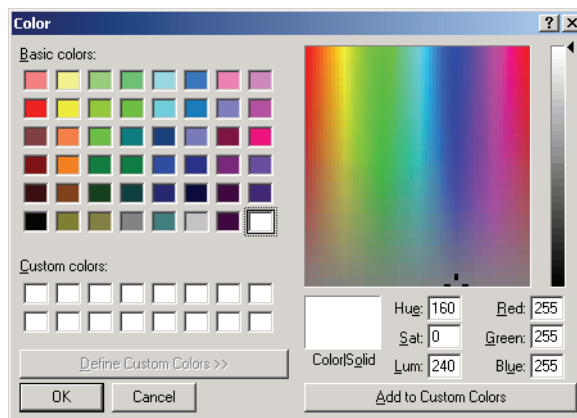 Color
Basic colors:
Custom colors:
Define Custom Colors >>
OK Cancel
Color|Solid
Hue: 160 Red: 255
Sat: 0 Green: 255
Lum: 240 Blue: 255
Add to Custom Colors